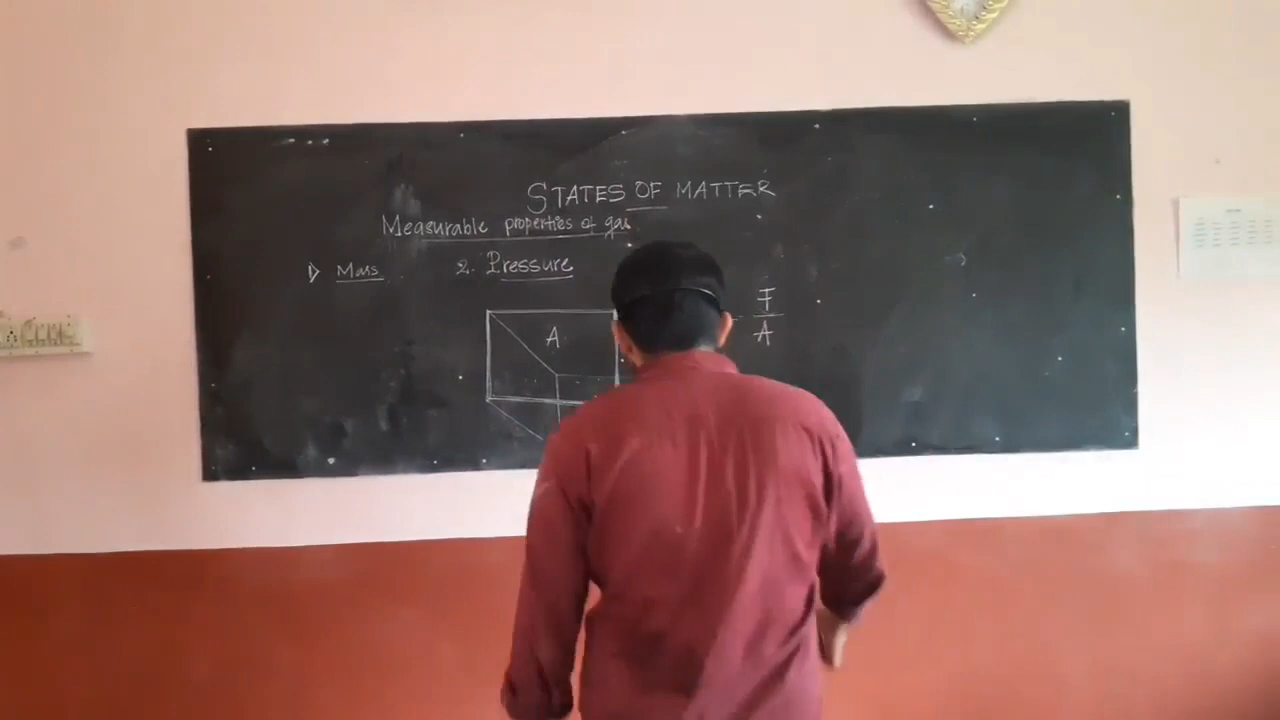 STATES OF MATTER
Measurable properties of gas
1) Mass
2. Pressure
A
F
A